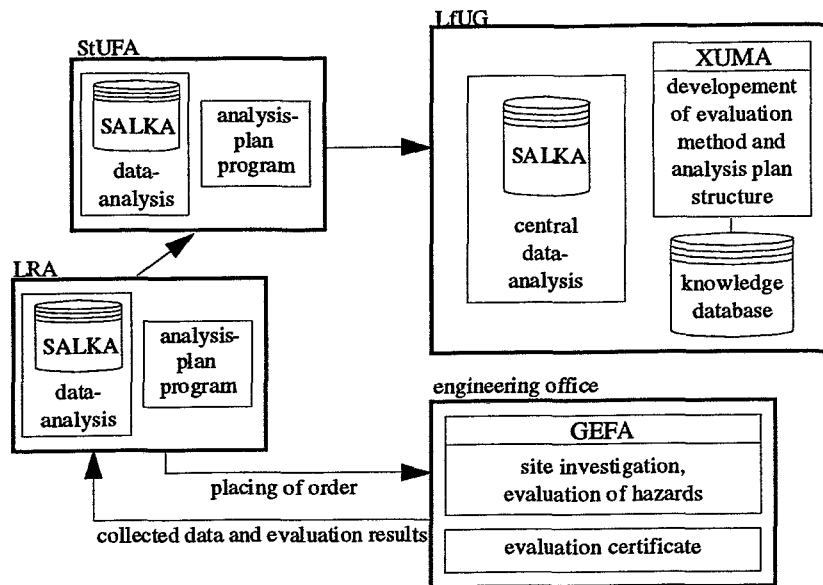 StUFA
SALKA
data-
analysis
analysis-
plan
program
LfUG
SALKA
central
data-
analysis
XUMA
developement
of evaluation
method and
analysis plan
structure
knowledge
database
LRA
SALKA
data-
analysis
analysis-
plan
program
placing of order
collected data and evaluation results
engineering office
GEFA
site investigation,
evaluation of hazards
evaluation certificate